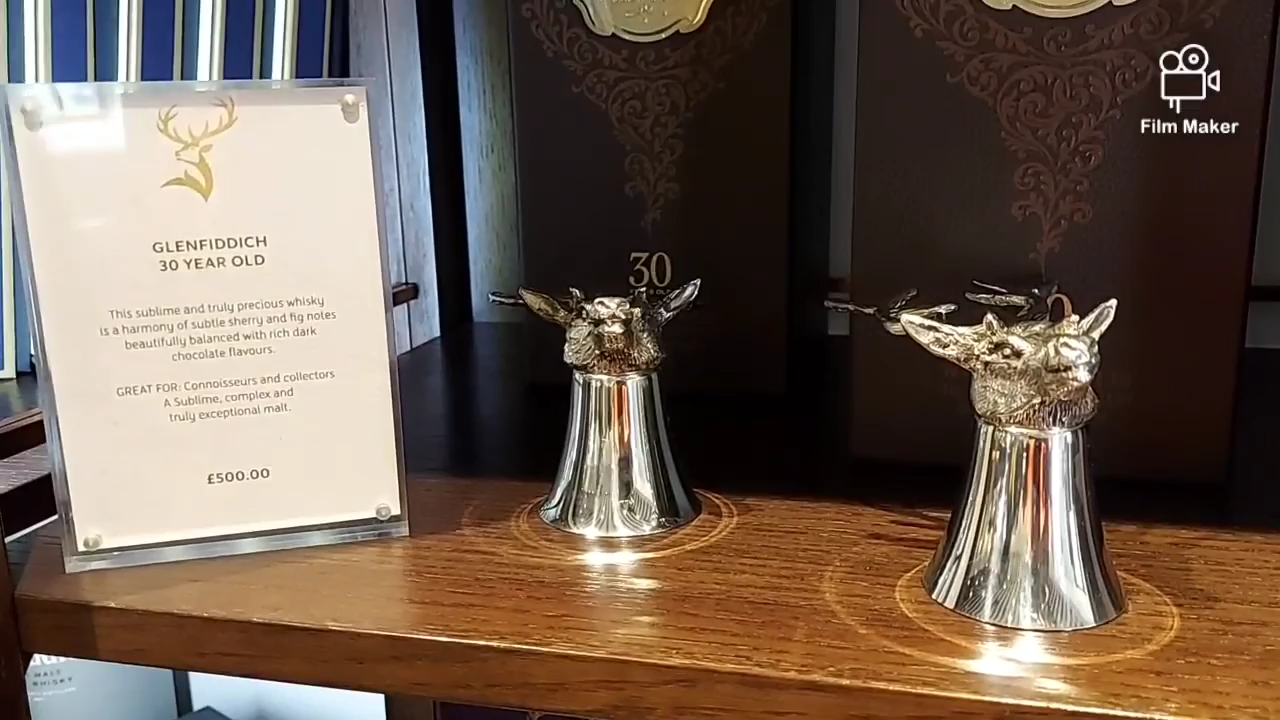 GLENFIDDICH
30 YEAR OLD
This sublime and truly precious whisky
is a harmony of subtle sherry and fig notes
beautifully balanced with rich dark
chocolate flavours.
GREAT FOR: Connoisseurs and collectors
A Sublime, complex and
truly exceptional malt.
£500.00
30
Film Maker
MALT
WHISKY